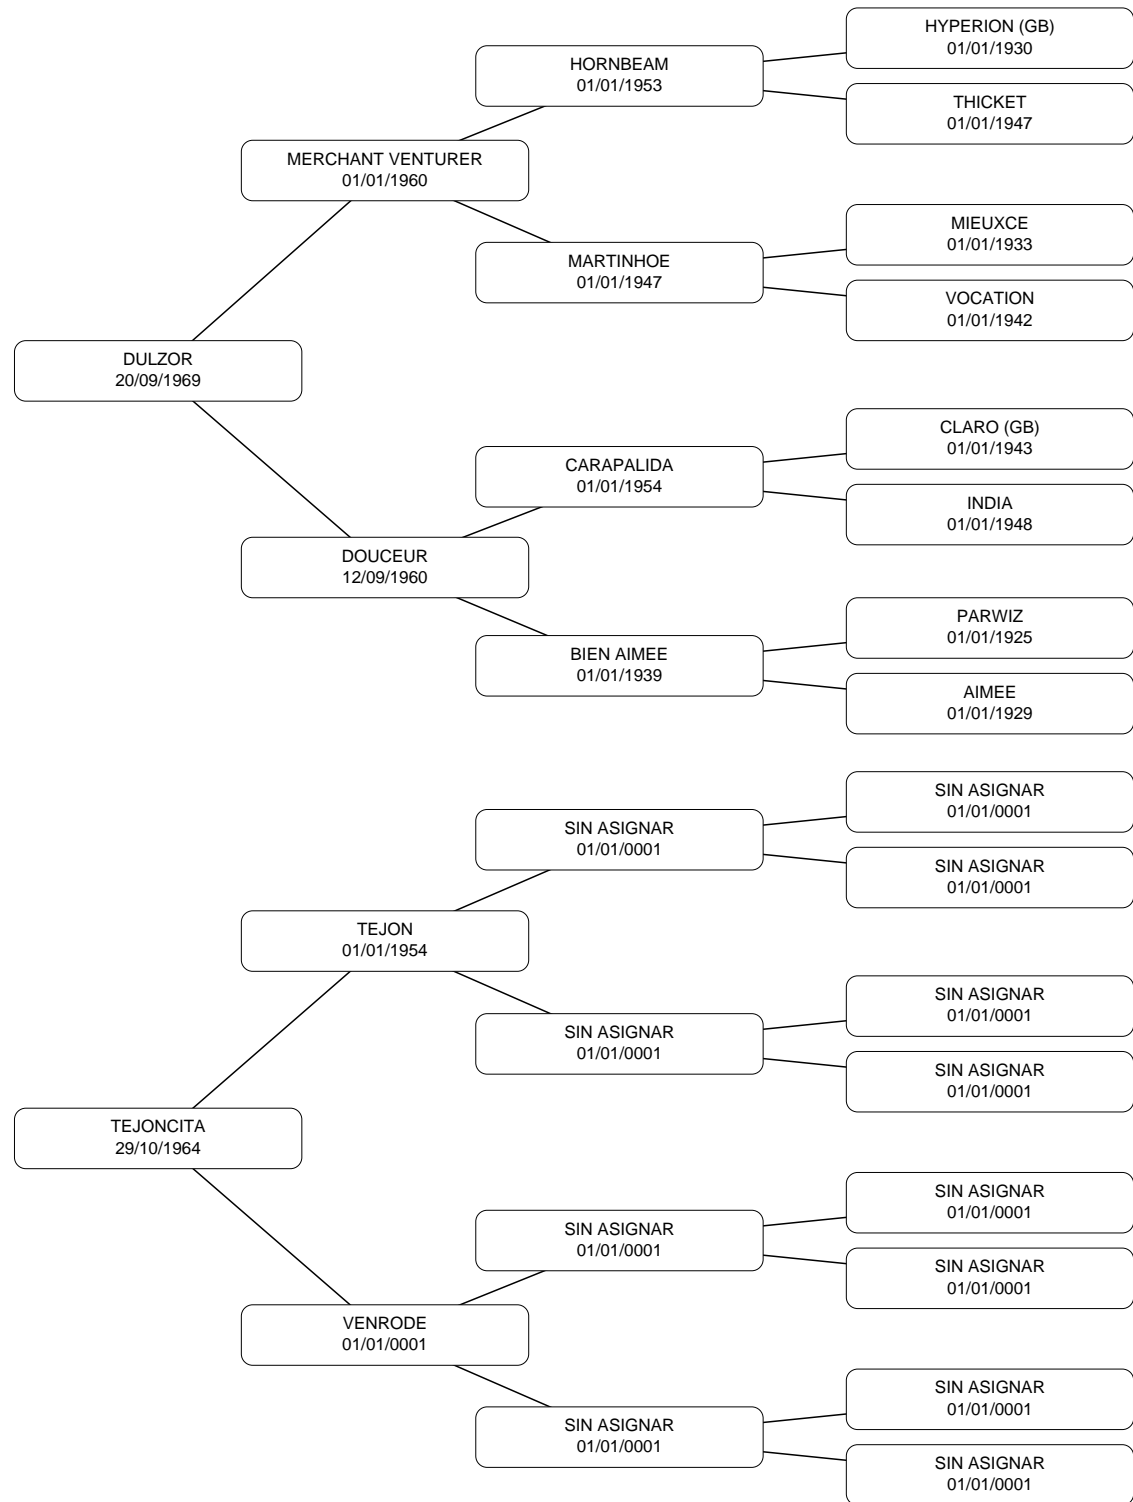 HYPERION (GB)
01/01/1930
HORNBEAM
01/01/1953
THICKET
01/01/1947
MERCHANT VENTURER
01/01/1960
MIEUXCE
01/01/1933
MARTINHOE
01/01/1947
VOCATION
01/01/1942
DULZOR
20/09/1969
CLARO (GB)
01/01/1943
CARAPALIDA
01/01/1954
INDIA
01/01/1948
DOUCEUR
12/09/1960
PARWIZ
01/01/1925
BIEN AIMEE
01/01/1939
AIMEE
01/01/1929
SIN ASIGNAR
01/01/0001
SIN ASIGNAR
01/01/0001
SIN ASIGNAR
01/01/0001
TEJON
01/01/1954
SIN ASIGNAR
01/01/0001
SIN ASIGNAR
01/01/0001
SIN ASIGNAR
01/01/0001
TEJONCITA
29/10/1964
SIN ASIGNAR
01/01/0001
SIN ASIGNAR
01/01/0001
SIN ASIGNAR
01/01/0001
VENRODE
01/01/0001
SIN ASIGNAR
01/01/0001
SIN ASIGNAR
01/01/0001
SIN ASIGNAR
01/01/0001